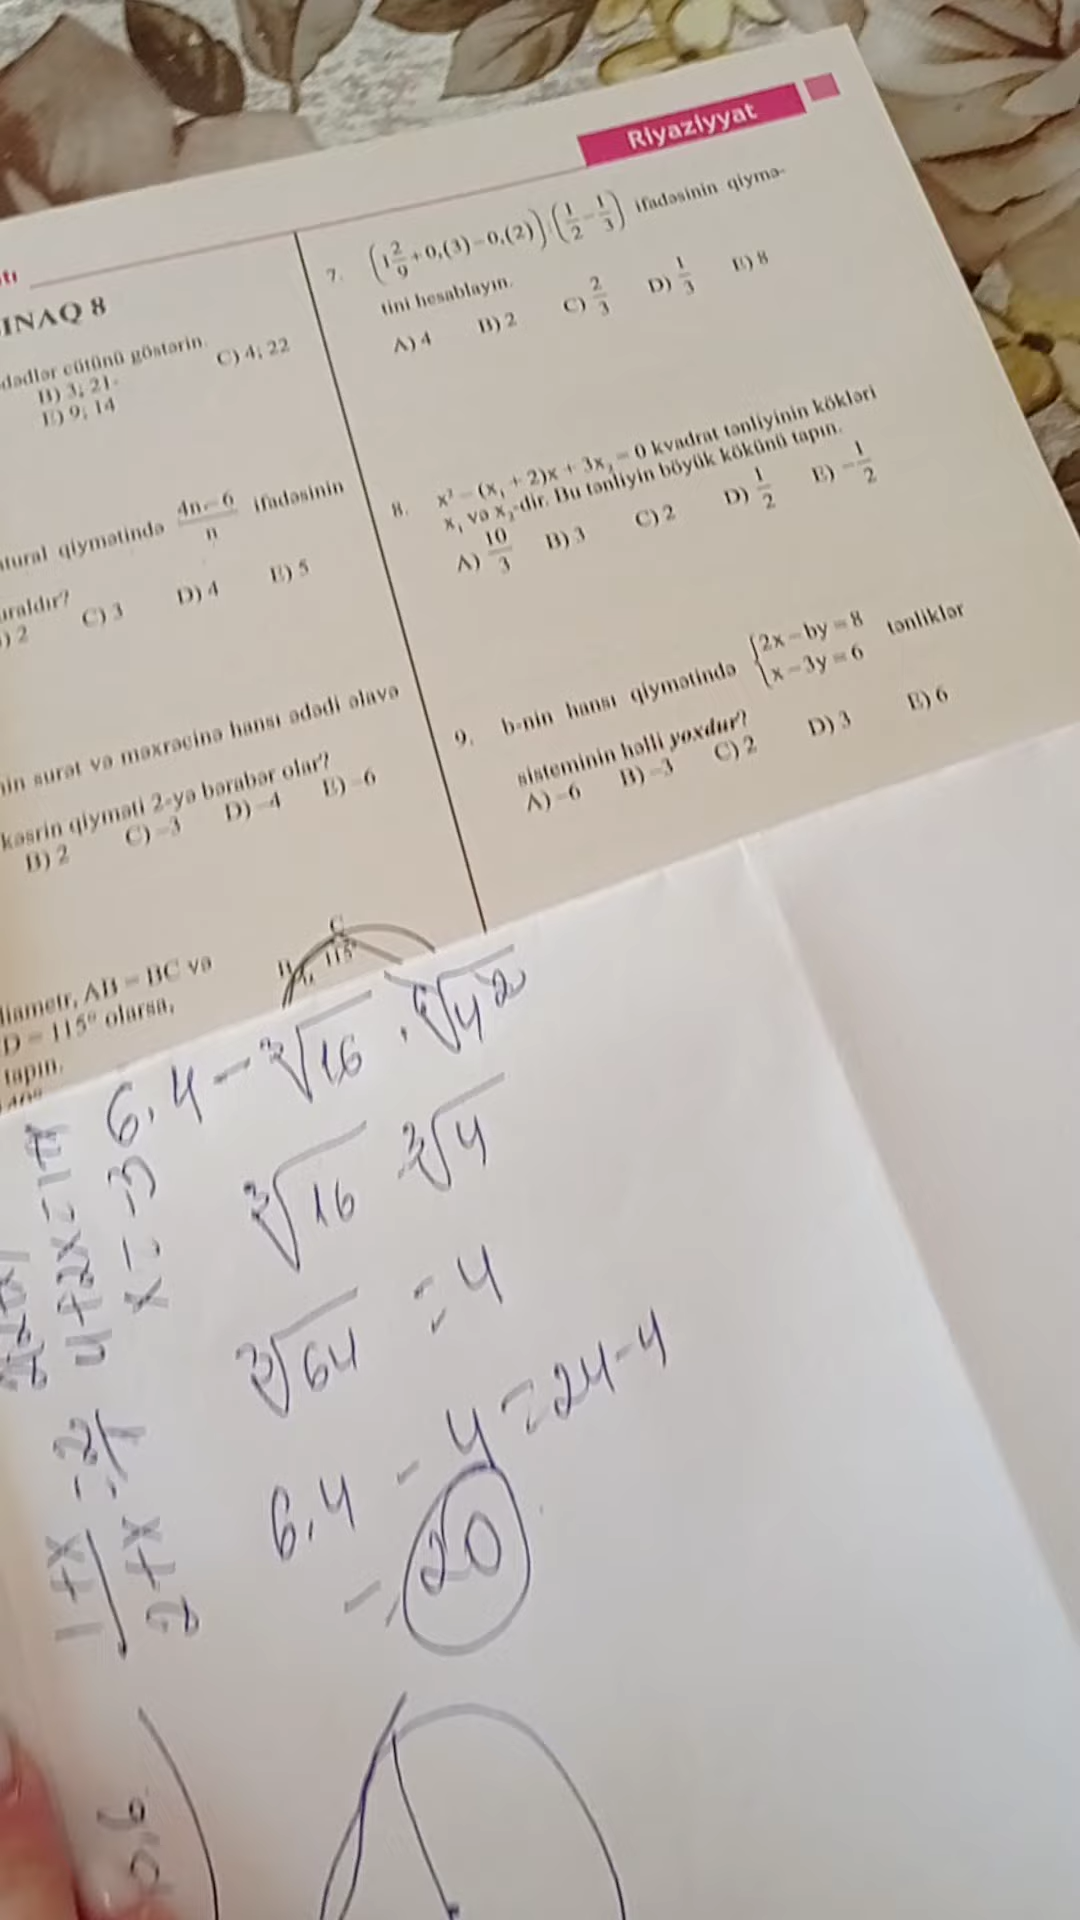 Riyaziyyat
INAQ 8
ədədlər cütünü göstərin.
B) 3; 21 C) 4; 22
E) 9; 14
qiymətində (4n − 6)/n ifadəsinin
) 2 C) 3 D) 4 E) 5
surət və məxrəcinə hansı ədədi əlavə
kəsrin qiyməti 2-yə bərabər olar?
B) 2 C) −3 D) −4 E) −6
AB = BC və
D = 115° olarsa,
tapın.
C
B
115°
7. (1 2/9 + 0,(3) − 0,(2)) : (1/2 − 1/3) ifadəsinin qiymə-
tini hesablayın.
A) 4 B) 2 C) 2/3 D) 1/3 E) 8
8. x² − (x₁ + 2)x + 3x₂ = 0 kvadrat tənliyinin kökləri
x₁ və x₂-dir. Bu tənliyin böyük kökünü tapın.
A) 10/3 B) 3 C) 2 D) 1/2 E) −1/2
9. b-nin hansı qiymətində {2x − by = 8 tənliklər
x − 3y = 6
sisteminin həlli yoxdur?
A) −6 B) −3 C) 2 D) 3 E) 6
6.4 − ∛16 . ⁶√4²
∛16 ∛4
∛64 = 4
6.4 − 4 = 24 − 4
= 20
x = −3